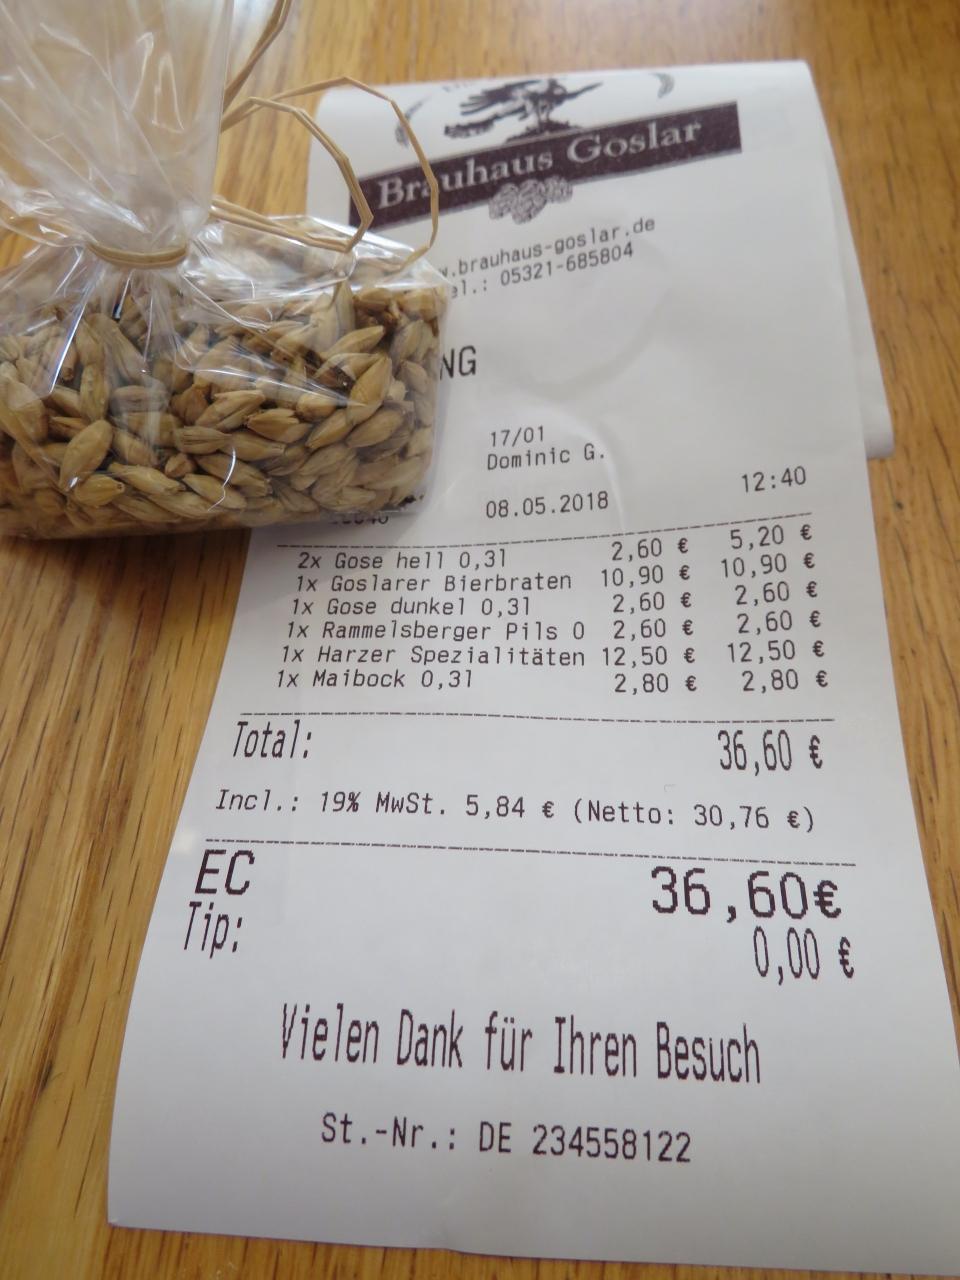 Brauhaus Goslar
.brauhaus-goslar.de
05321-685804
17/01
Dominic G.
08.05.2018 12:40
2x Gose hell 0,3l 2,60 € 5,20 €
1x Goslarer Bierbraten 10,90 € 10,90 €
1x Gose dunkel 0,3l 2,60 € 2,60 €
1x Rammelsberger Pils 0 2,60 € 2,60 €
1x Harzer Spezialitäten 12,50 € 12,50 €
1x Maibock 0,3l 2,80 € 2,80 €
Total: 36,60 €
Incl.: 19% MwSt. 5,84 € (Netto: 30,76 €)
EC 36,60€
Tip: 0,00 €
Vielen Dank für Ihren Besuch
St.-Nr.: DE 234558122